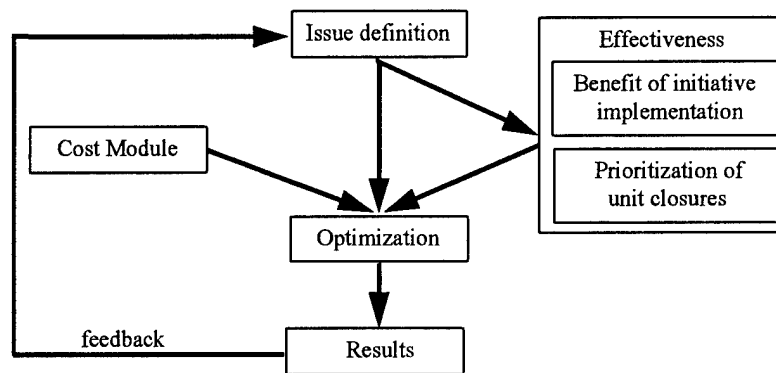 Issue definition
Effectiveness
Benefit of initiative
implementation
Cost Module
Prioritization of
unit closures
Optimization
feedback
Results